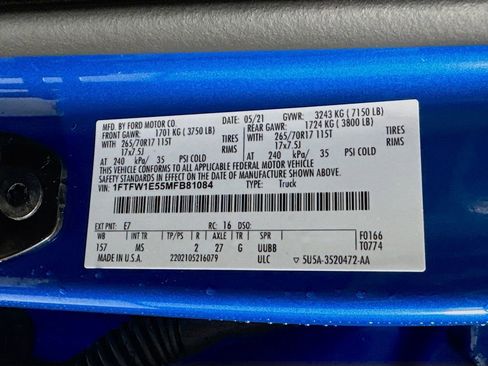 MFD. BY FORD MOTOR CO. 05/21 GVWR: 3243 KG ( 7150 LB)
FRONT GAWR: 1701 KG ( 3750 LB) REAR GAWR: 1724 KG ( 3800 LB)
WITH 265/70R17 115T TIRES WITH 265/70R17 115T TIRES
17x7.5J RIMS 17x7.5J RIMS
AT 240 kPa/ 35 PSI COLD AT 240 kPa/ 35 PSI COLD
THIS VEHICLE CONFORMS TO ALL APPLICABLE FEDERAL MOTOR VEHICLE
SAFETY STANDARDS IN EFFECT ON THE DATE OF MANUFACTURE SHOWN ABOVE.
VIN: 1FTFW1E55MFB81084 TYPE: Truck
EXT PNT: E7 RC: 16 DSO:
WB INT TR TP/PS R AXLE TR SPR F0166
157 MS 2 27 G UUBB T0774
MADE IN U.S.A. 2202105216079 ULC ▽ 5U5A-3520472-AA